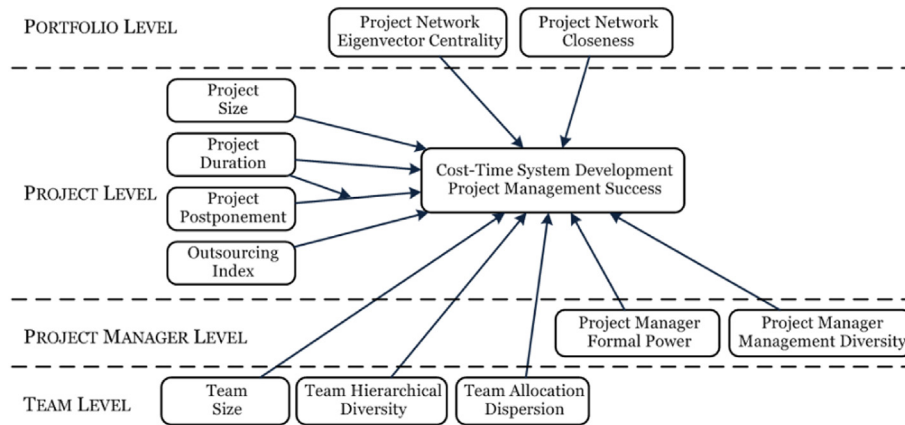 PORTFOLIO LEVEL
Project Network
Eigenvector Centrality
Project Network
Closeness
PROJECT LEVEL
Project
Size
Project
Duration
Project
Postponement
Outsourcing
Index
Cost-Time System Development
Project Management Success
PROJECT MANAGER LEVEL
Project Manager
Formal Power
Project Manager
Management Diversity
TEAM LEVEL
Team
Size
Team Hierarchical
Diversity
Team Allocation
Dispersion